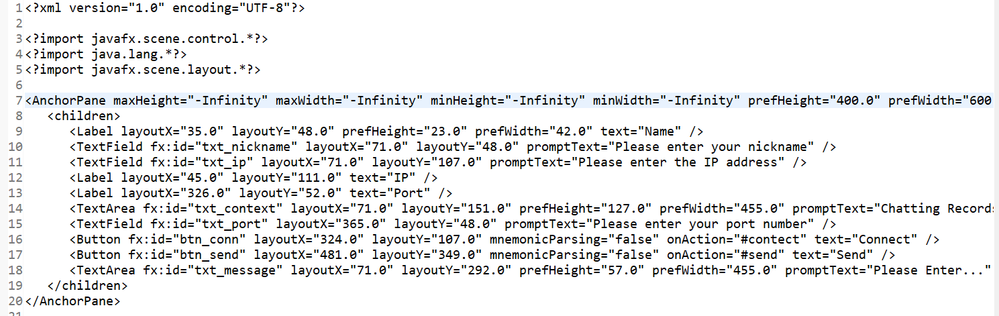 1 <?xml version="1.0" encoding="UTF-8"?>
2
3 <?import javafx.scene.control.*?>
4 <?import java.lang.*?>
5 <?import javafx.scene.layout.*?>
6
7 <AnchorPane maxHeight="-Infinity" maxWidth="-Infinity" minHeight="-Infinity" minWidth="-Infinity" prefHeight="400.0" prefWidth="600
8    <children>
9       <Label layoutX="35.0" layoutY="48.0" prefHeight="23.0" prefWidth="42.0" text="Name" />
10       <TextField fx:id="txt_nickname" layoutX="71.0" layoutY="48.0" promptText="Please enter your nickname" />
11       <TextField fx:id="txt_ip" layoutX="71.0" layoutY="107.0" promptText="Please enter the IP address" />
12       <Label layoutX="45.0" layoutY="111.0" text="IP" />
13       <Label layoutX="326.0" layoutY="52.0" text="Port" />
14       <TextArea fx:id="txt_context" layoutX="71.0" layoutY="151.0" prefHeight="127.0" prefWidth="455.0" promptText="Chatting Records
15       <TextField fx:id="txt_port" layoutX="365.0" layoutY="48.0" promptText="Please enter your port number" />
16       <Button fx:id="btn_conn" layoutX="324.0" layoutY="107.0" mnemonicParsing="false" onAction="#contect" text="Connect" />
17       <Button fx:id="btn_send" layoutX="481.0" layoutY="349.0" mnemonicParsing="false" onAction="#send" text="Send" />
18       <TextArea fx:id="txt_message" layoutX="71.0" layoutY="292.0" prefHeight="57.0" prefWidth="455.0" promptText="Please Enter..."
19    </children>
20 </AnchorPane>
21